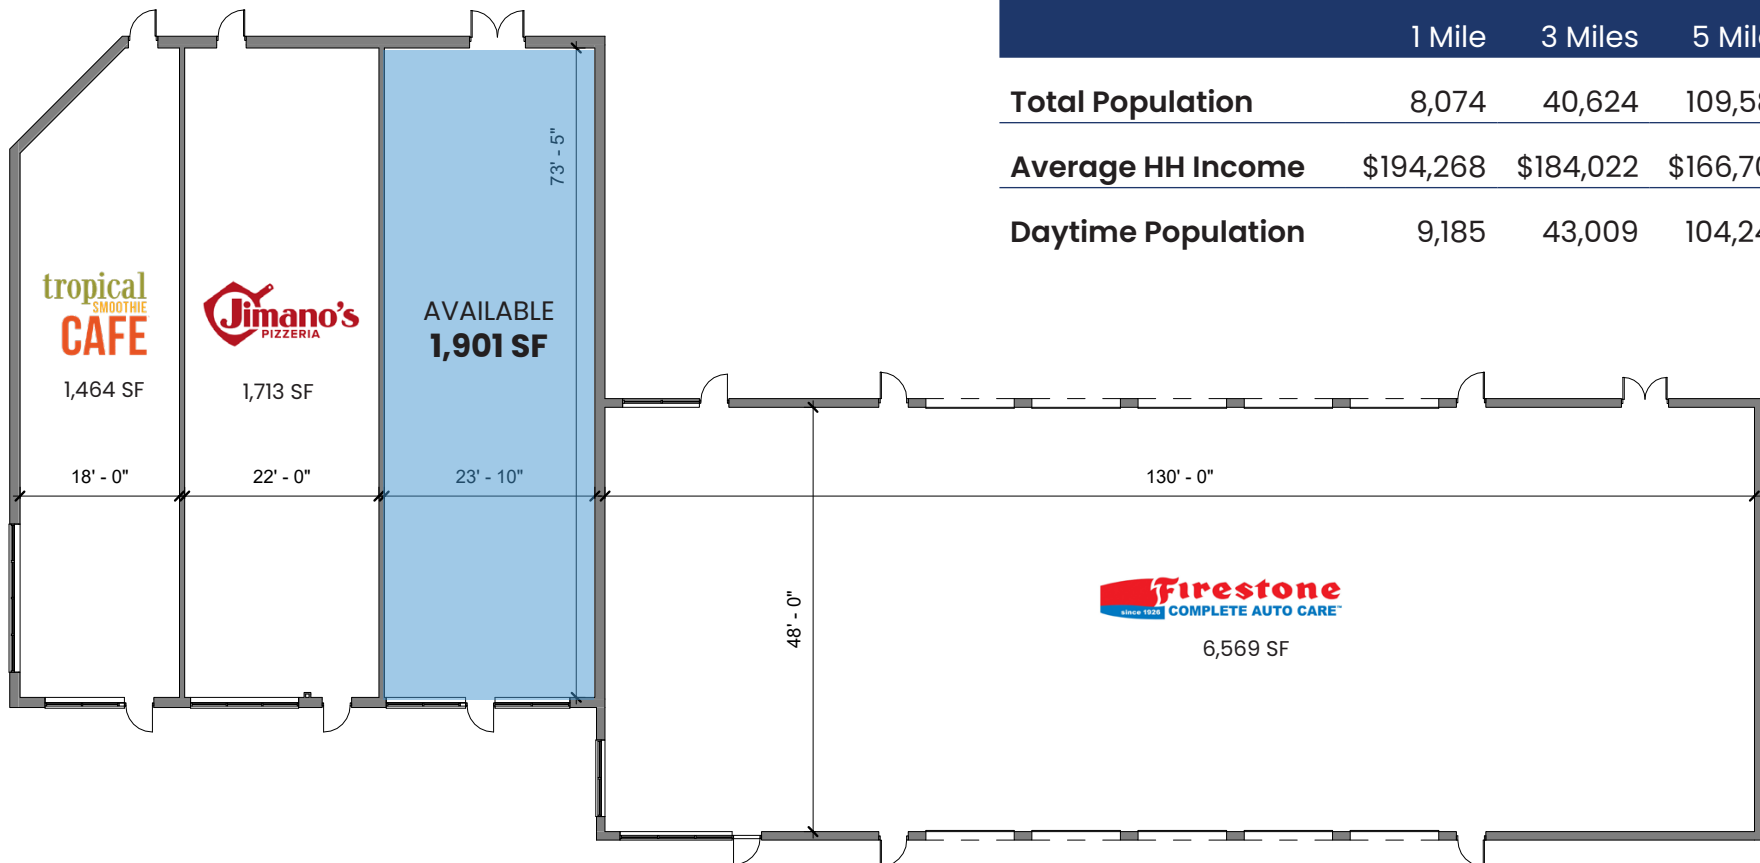 1 Mile 3 Miles
Total Population 8,074 40,624
Average HH Income $194,268 $184,022
Daytime Population 9,185 43,009
73' - 5"
tropical
SMOOTHIE
CAFE
1,464 SF
Jimano's
PIZZERIA
1,713 SF
AVAILABLE
1,901 SF
18' - 0"
22' - 0"
23' - 10"
130' - 0"
48' - 0"
Firestone
since 1926 COMPLETE AUTO CARE™
6,569 SF